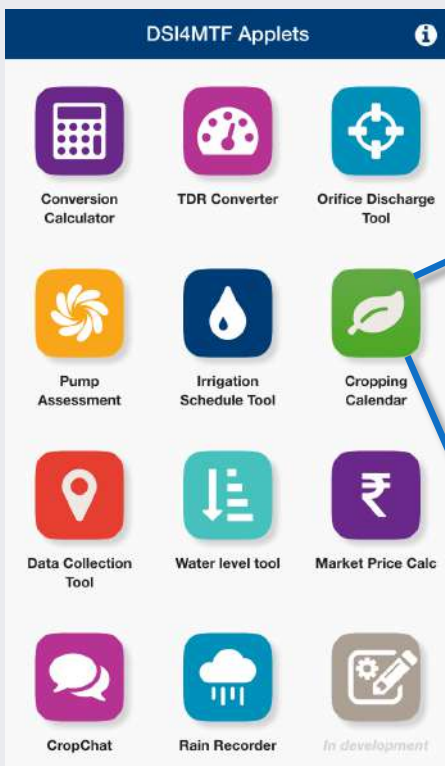 DSI4MTF Applets
Conversion
Calculator
TDR Converter
Orifice Discharge
Tool
Pump
Assessment
Irrigation
Schedule Tool
Cropping
Calendar
Data Collection
Tool
Water level tool
₹
Market Price Calc
CropChat
Rain Recorder
In development